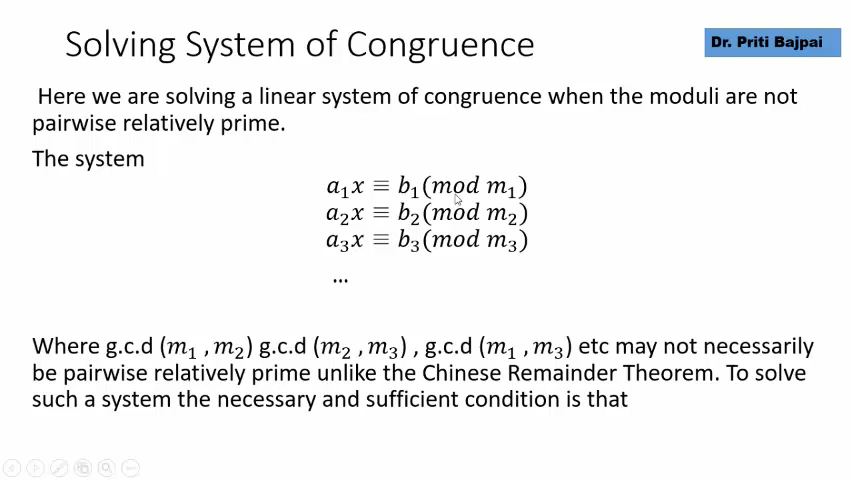 Solving System of Congruence
Dr. Priti Bajpai
Here we are solving a linear system of congruence when the moduli are not
pairwise relatively prime.
The system
a₁x ≡ b₁(mod m₁)
a₂x ≡ b₂(mod m₂)
a₃x ≡ b₃(mod m₃)
...
Where g.c.d (m₁ , m₂) g.c.d (m₂ , m₃) , g.c.d (m₁ , m₃) etc may not necessarily
be pairwise relatively prime unlike the Chinese Remainder Theorem. To solve
such a system the necessary and sufficient condition is that